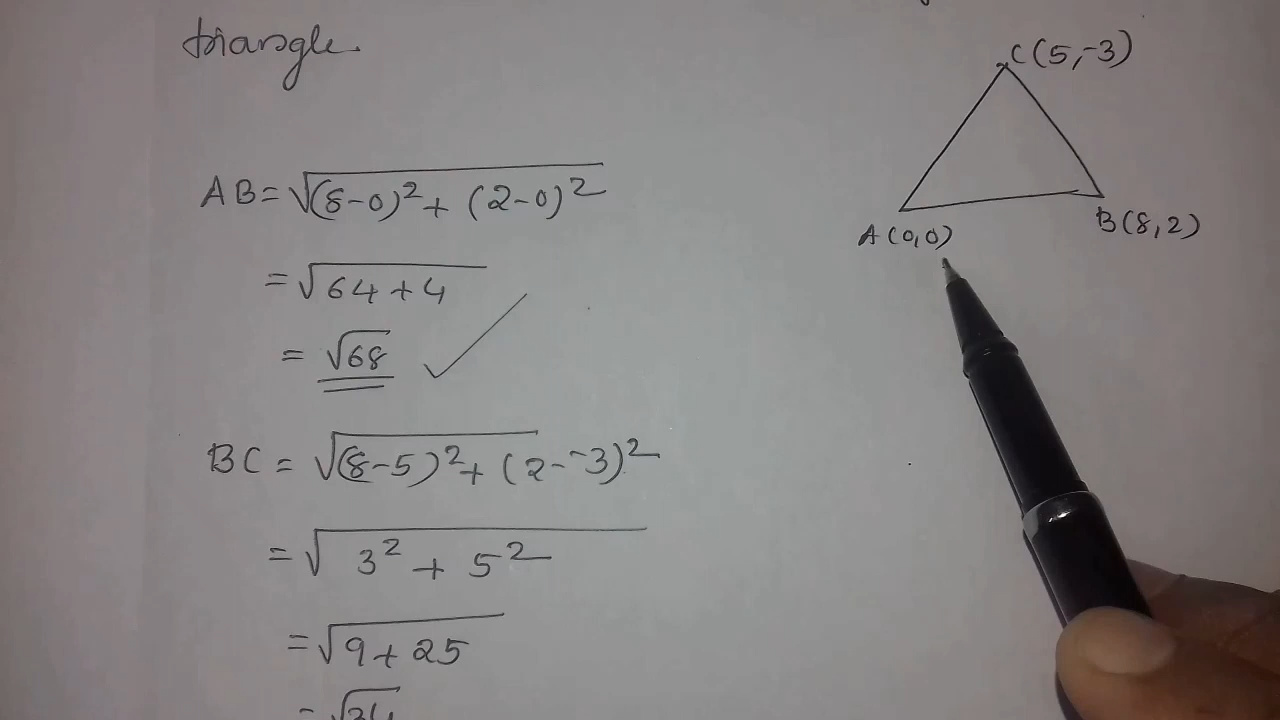 triangle.
C(5,-3)
A(0,0)
B(8,2)
AB=√(8-0)²+(2-0)²
=√64+4
= √68 ✓
BC = √(8-5)²+(2--3)²
=√3²+5²
=√9+25
=√34